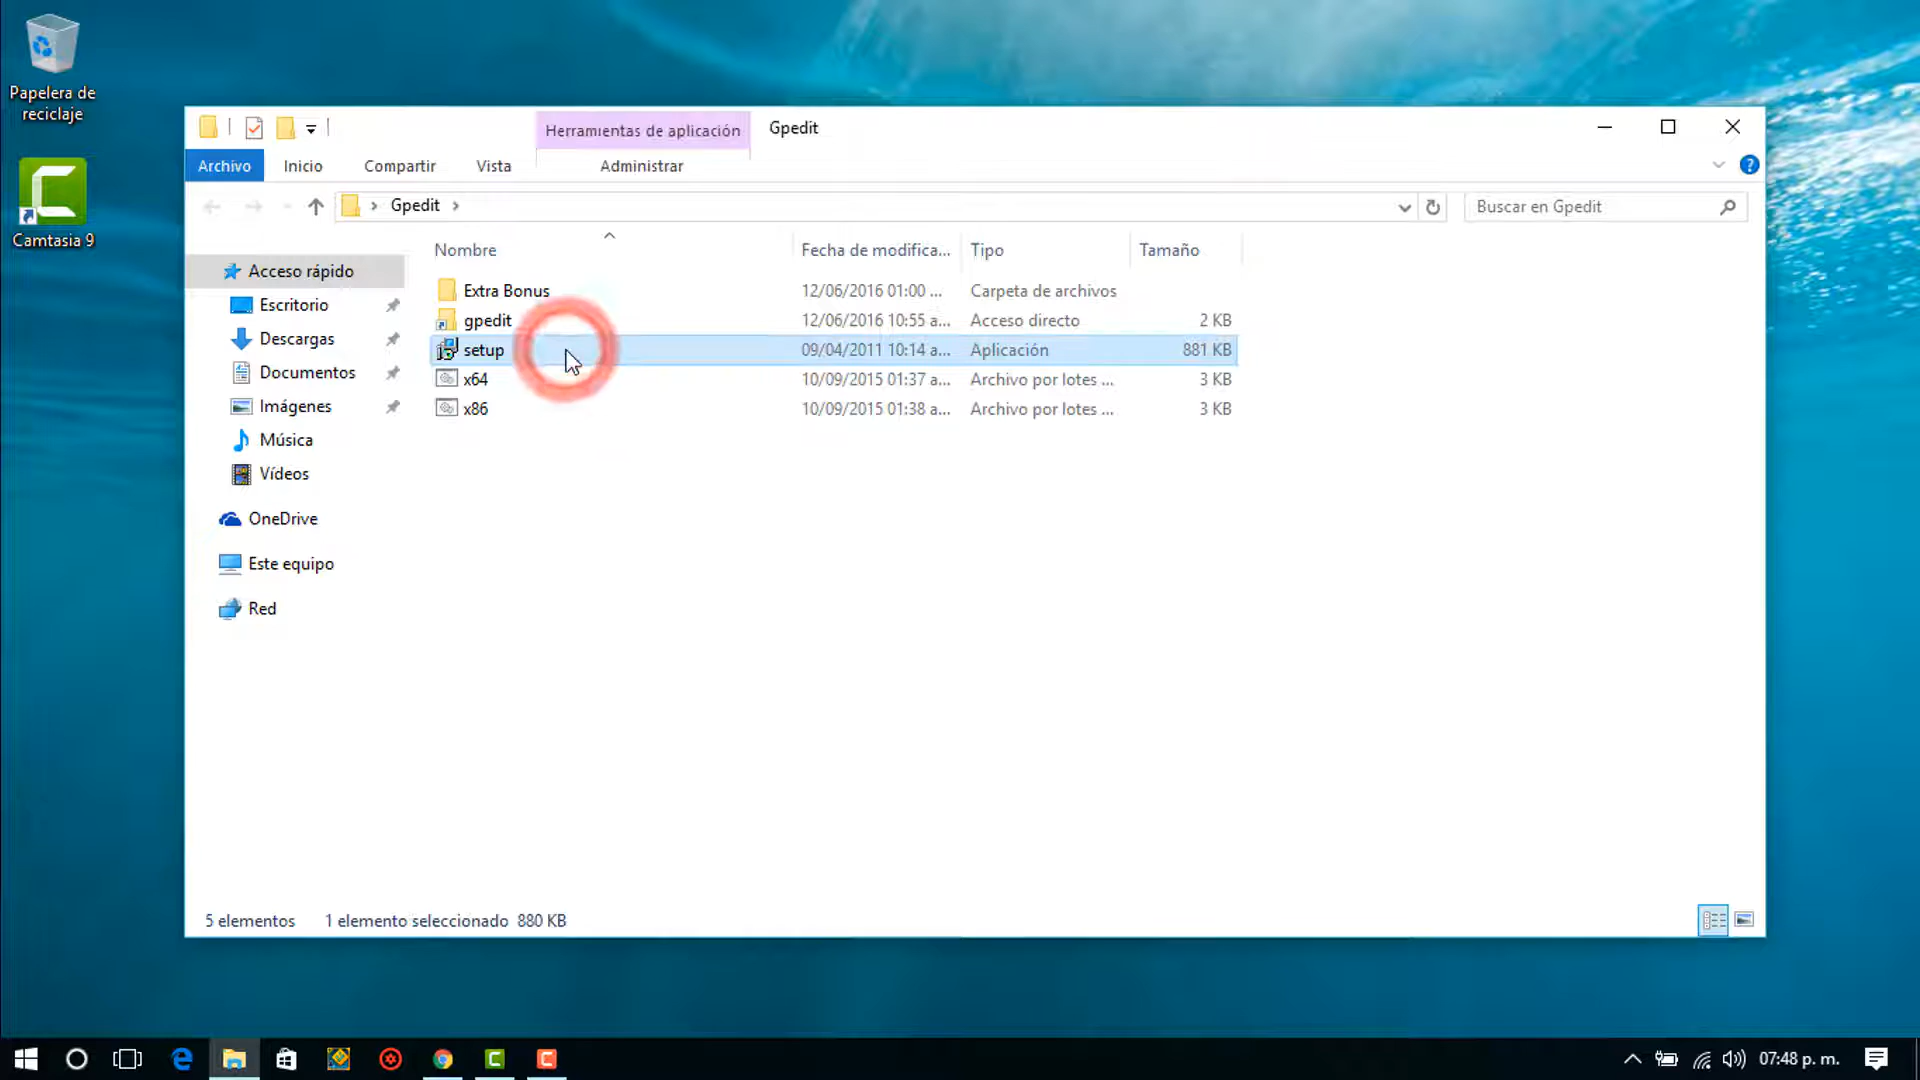 Papelera de
reciclaje
Camtasia 9
Herramientas de aplicación
Gpedit
Archivo
Inicio
Compartir
Vista
Administrar
Gpedit
Buscar en Gpedit
Nombre
Fecha de modifica...
Tipo
Tamaño
Acceso rápido
Escritorio
Descargas
Documentos
Imágenes
Música
Vídeos
OneDrive
Este equipo
Red
Extra Bonus 12/06/2016 01:00 ... Carpeta de archivos
gpedit 12/06/2016 10:55 a... Acceso directo 2 KB
setup 09/04/2011 10:14 a... Aplicación 881 KB
x64 10/09/2015 01:37 a... Archivo por lotes ... 3 KB
x86 10/09/2015 01:38 a... Archivo por lotes ... 3 KB
5 elementos 1 elemento seleccionado 880 KB
07:48 p. m.